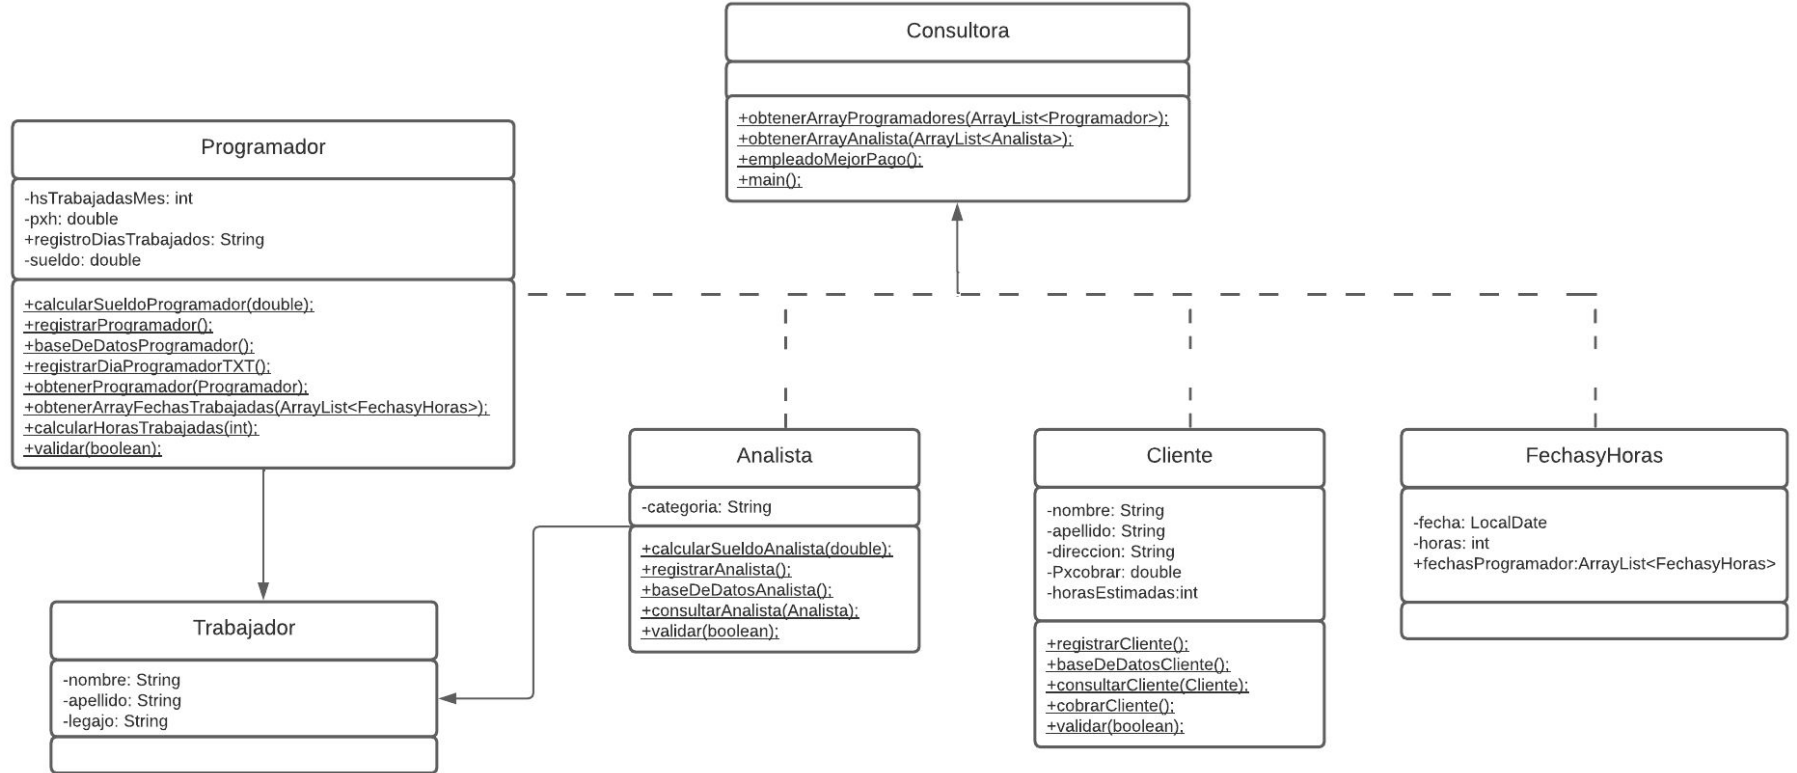 Consultora
+obtenerArrayProgramadores(ArrayList<Programador>);
+obtenerArrayAnalista(ArrayList<Analista>);
+empleadoMejorPago();
+main();
Programador
-hsTrabajadasMes: int
-pxh: double
+registroDiasTrabajados: String
-sueldo: double
+calcularSueldoProgramador(double);
+registrarProgramador();
+baseDeDatosProgramador();
+registrarDiaProgramadorTXT();
+obtenerProgramador(Programador);
+obtenerArrayFechasTrabajadas(ArrayList<FechasyHoras>);
+calcularHorasTrabajadas(int);
+validar(boolean);
Analista
-categoria: String
+calcularSueldoAnalista(double);
+registrarAnalista();
+baseDeDatosAnalista();
+consultarAnalista(Analista);
+validar(boolean);
Cliente
-nombre: String
-apellido: String
-direccion: String
-Pxcobrar: double
-horasEstimadas:int
+registrarCliente();
+baseDeDatosCliente();
+consultarCliente(Cliente);
+cobrarCliente();
+validar(boolean);
FechasyHoras
-fecha: LocalDate
-horas: int
+fechasProgramador:ArrayList<FechasyHoras>
Trabajador
-nombre: String
-apellido: String
-legajo: String